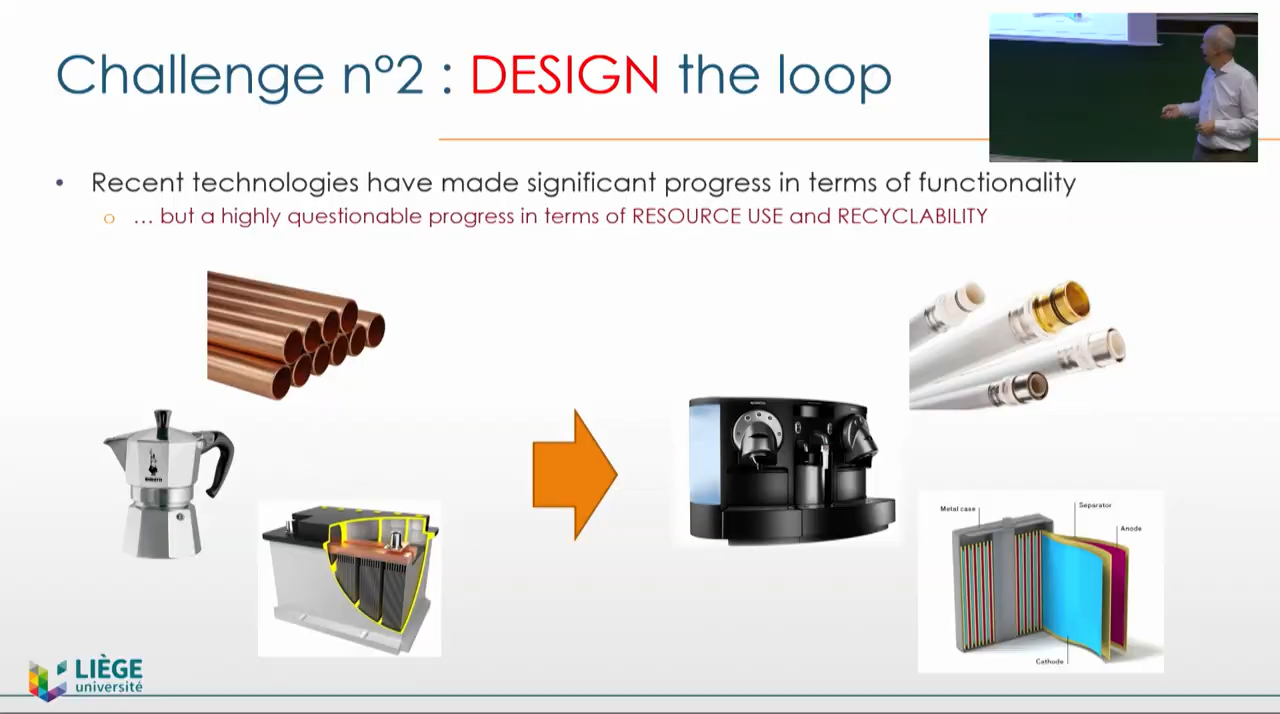 Challenge n°2 : DESIGN the loop
• Recent technologies have made significant progress in terms of functionality
o … but a highly questionable progress in terms of RESOURCE USE and RECYCLABILITY
Metal case
Separator
Anode
Cathode
LIÈGE
université